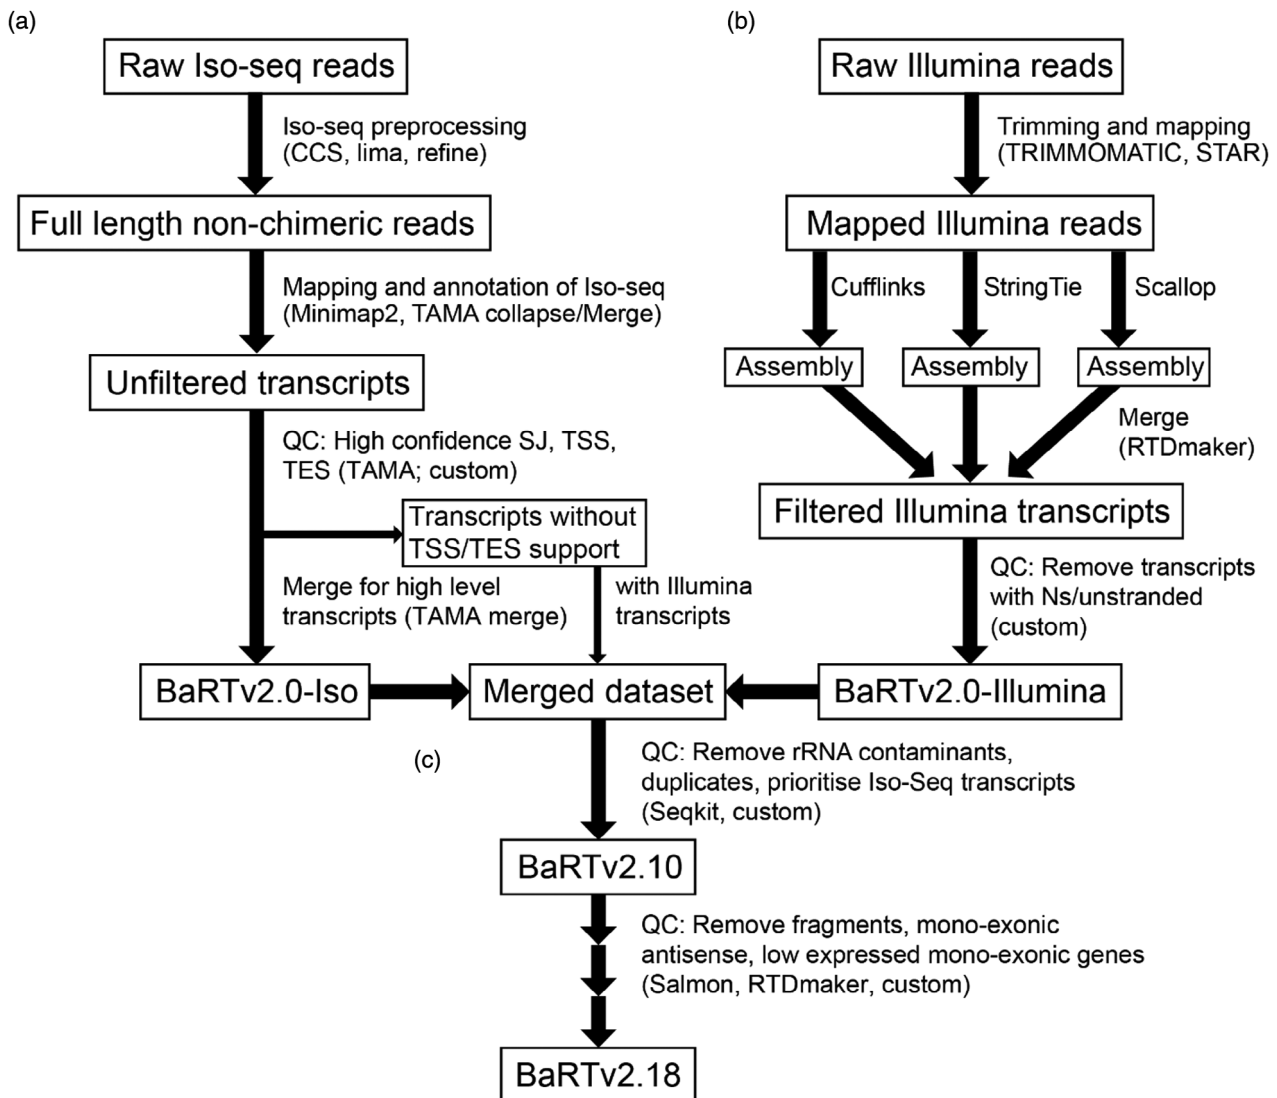 (a)
Raw Iso-seq reads
Iso-seq preprocessing
(CCS, lima, refine)
Full length non-chimeric reads
Mapping and annotation of Iso-seq
(Minimap2, TAMA collapse/Merge)
Unfiltered transcripts
QC: High confidence SJ, TSS,
TES (TAMA; custom)
Transcripts without
TSS/TES support
Merge for high level
transcripts (TAMA merge)
with Illumina
transcripts
BaRTv2.0-Iso
(b)
Raw Illumina reads
Trimming and mapping
(TRIMMOMATIC, STAR)
Mapped Illumina reads
Cufflinks
StringTie
Scallop
Assembly
Assembly
Assembly
Merge
(RTDmaker)
Filtered Illumina transcripts
QC: Remove transcripts
with Ns/unstranded
(custom)
BaRTv2.0-Illumina
Merged dataset
(c)
QC: Remove rRNA contaminants,
duplicates, prioritise Iso-Seq transcripts
(Seqkit, custom)
BaRTv2.10
QC: Remove fragments, mono-exonic
antisense, low expressed mono-exonic genes
(Salmon, RTDmaker, custom)
BaRTv2.18